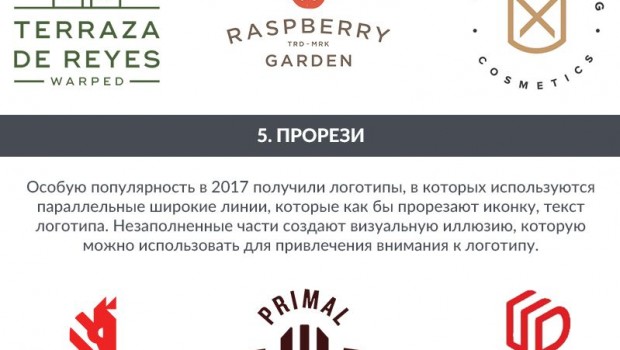 TERRAZA
DE REYES
WARPED
RASPBERRY
TRD - MRK
GARDEN
G
• COSMETICS •
5. ПРОРЕЗИ
Особую популярность в 2017 получили логотипы, в которых используются
параллельные широкие линии, которые как бы прорезают иконку, текст
логотипа. Незаполненные части создают визуальную иллюзию, которую
можно использовать для привлечения внимания к логотипу.
PRIMAL